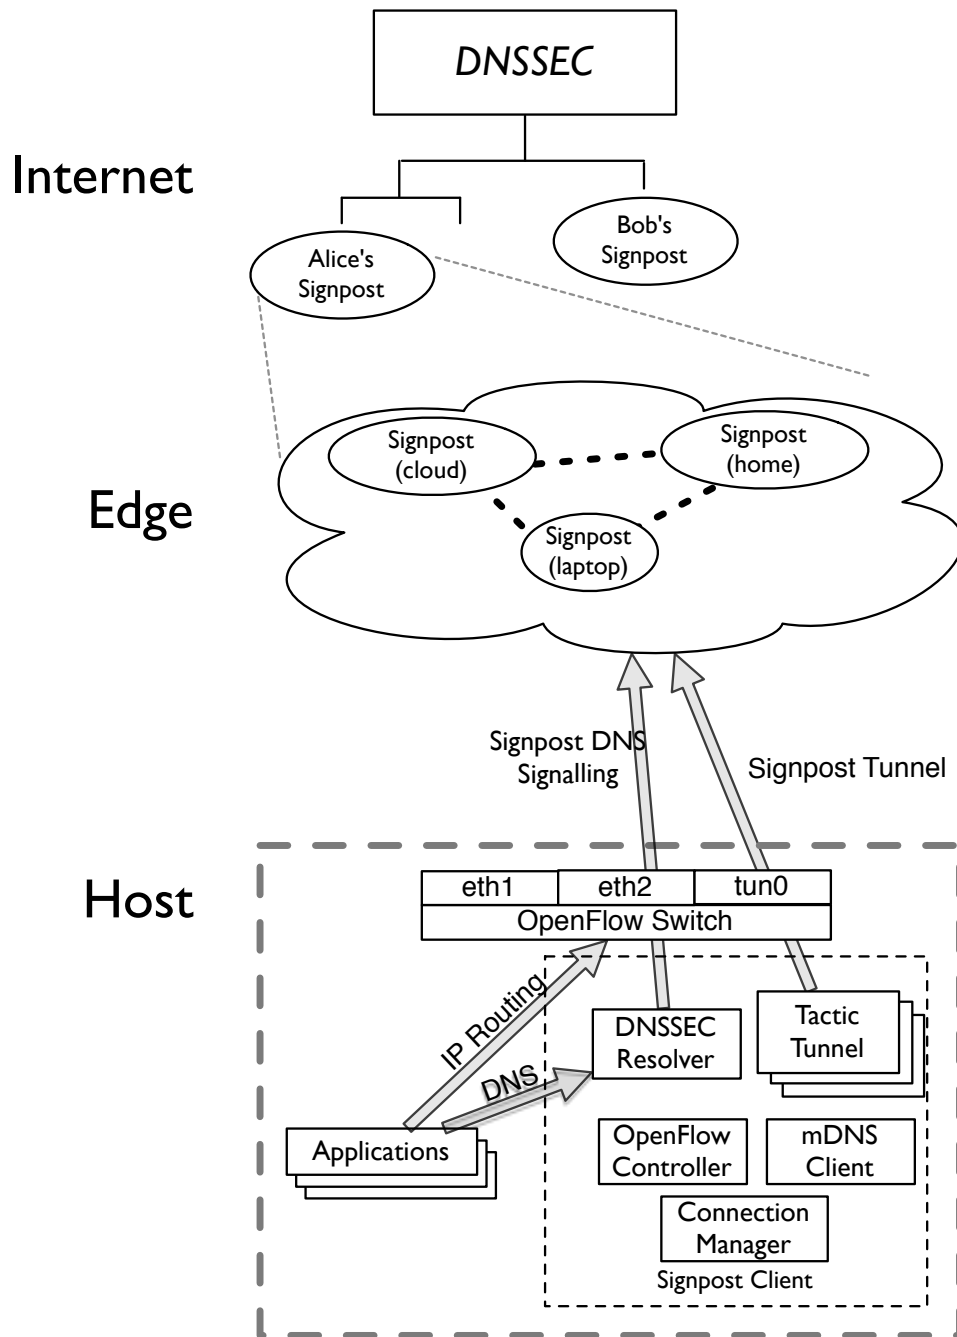 DNSSEC
Internet
Alice's
Signpost
Bob's
Signpost
Signpost
(cloud)
Signpost
(home)
Edge
Signpost
(laptop)
Signpost DNS
Signalling
Signpost Tunnel
Host
eth1
eth2
tun0
OpenFlow Switch
IP Routing
DNS
DNSSEC
Resolver
Tactic
Tunnel
Applications
OpenFlow
Controller
mDNS
Client
Connection
Manager
Signpost Client